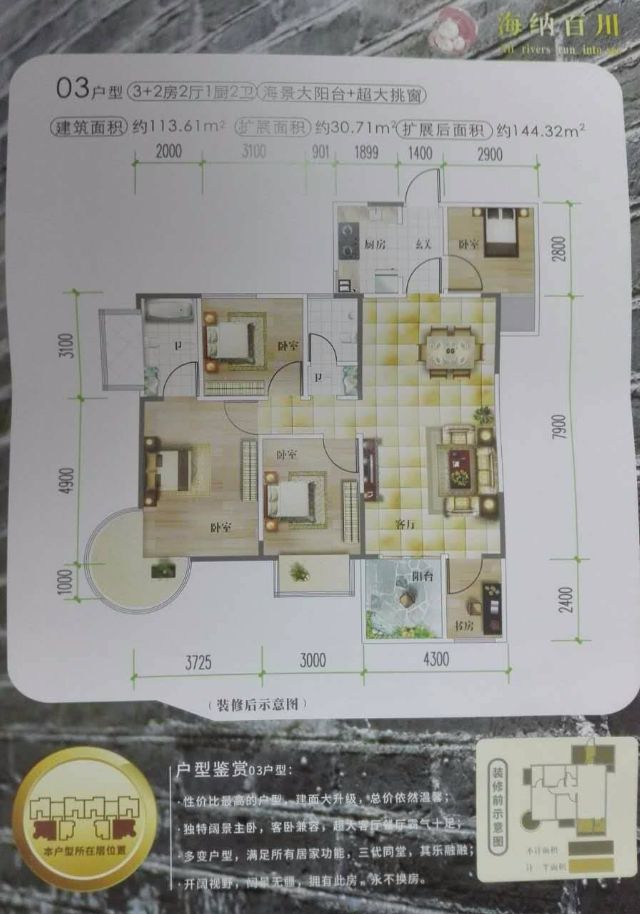 海纳百川
All rivers run into sea
03户型 3+2房2厅1厨2卫 海景大阳台+超大挑窗
建筑面积 约113.61m² 扩展面积 约30.71m² 扩展后面积 约144.32m²
2000 3100 901 1899 1400 2900
厨房 玄关 卧室
2800
3100
卫 卧室 卫
7900
4900
卧室
卧室 客厅
1000
阳台 书房
2400
3725 3000 4300
(装修后示意图)
户型鉴赏03户型:
·性价比最高的户型,建面大升级,总价依然温馨;
·独特阔景主卧,客卧兼容,超大客厅餐厅霸气十足;
·多变户型,满足所有居家功能,三代同堂,其乐融融;
·开阔视野,阔景无疆,拥有此房,永不换房。
本户型所在居位置
装修前示意图
不计面积
计一半面积